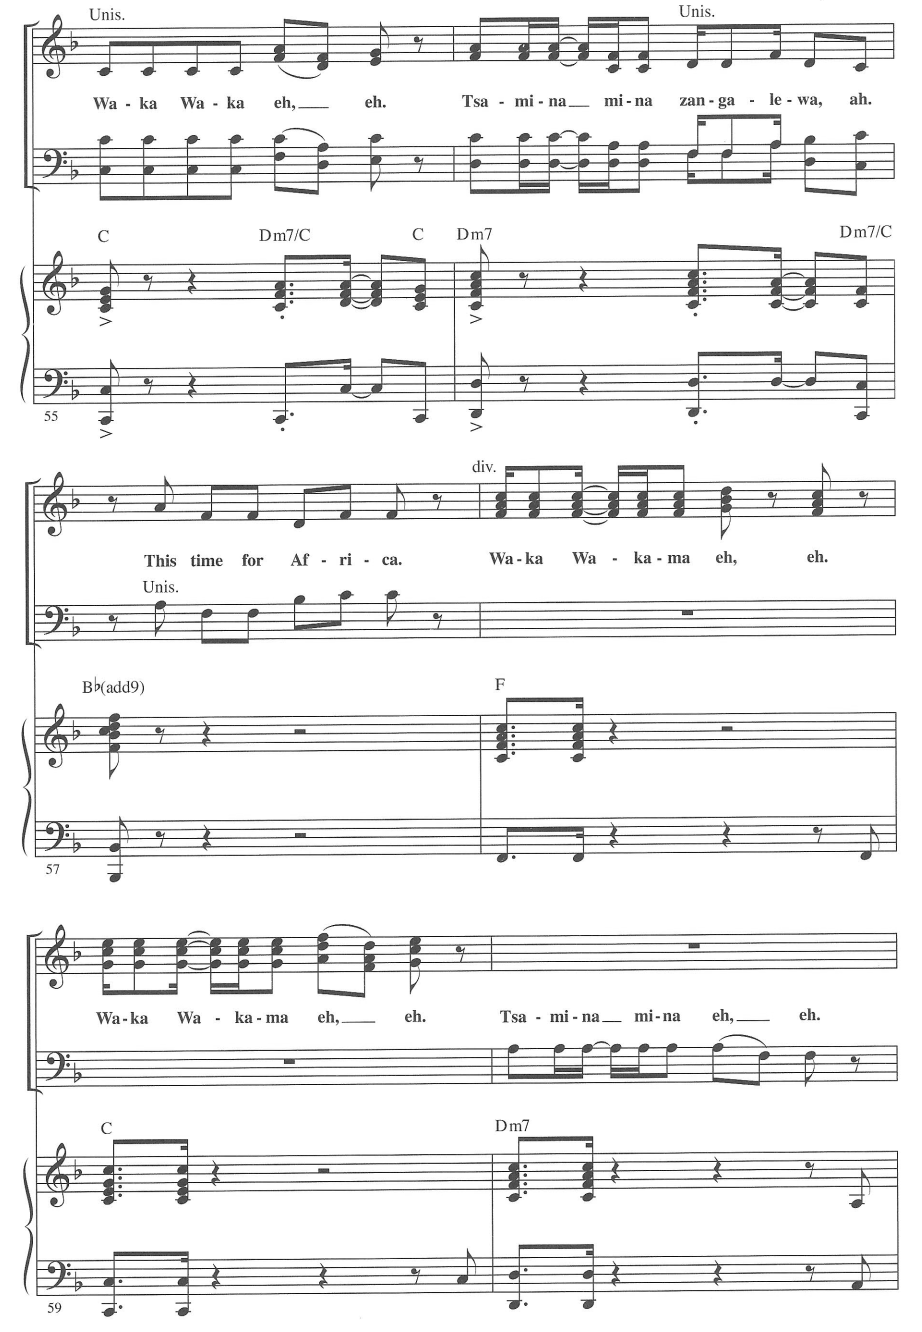 Unis. Unis.
Wa - ka Wa - ka eh, eh. Tsa - mi - na mi - na zan - ga - le - wa, ah.
C Dm7/C C Dm7 Dm7/C
55
div.
This time for Af - ri - ca. Wa - ka Wa - ka - ma eh, eh.
Unis.
B♭(add9) F
57
Wa - ka Wa - ka - ma eh, eh. Tsa - mi - na mi - na eh, eh.
C Dm7
59